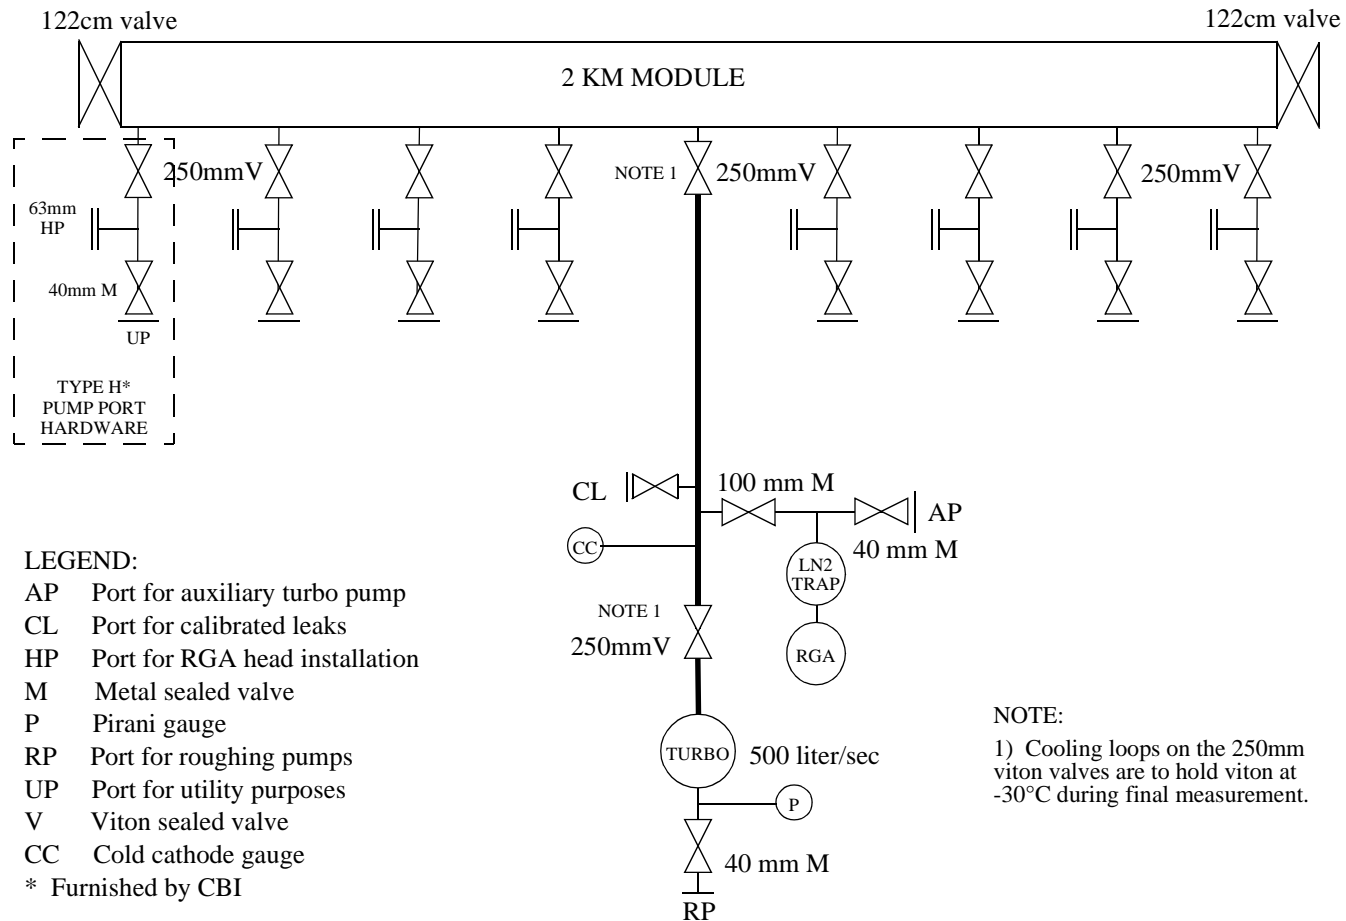 122cm valve
122cm valve
2 KM MODULE
250mmV
NOTE 1
250mmV
250mmV
63mm
HP
40mm M
UP
TYPE H*
PUMP PORT
HARDWARE
CL
100 mm M
AP
40 mm M
CC
LN2
TRAP
RGA
NOTE 1
250mmV
TURBO
500 liter/sec
P
40 mm M
RP
LEGEND:
AP Port for auxiliary turbo pump
CL Port for calibrated leaks
HP Port for RGA head installation
M Metal sealed valve
P Pirani gauge
RP Port for roughing pumps
UP Port for utility purposes
V Viton sealed valve
CC Cold cathode gauge
* Furnished by CBI
NOTE:
1) Cooling loops on the 250mm
viton valves are to hold viton at
-30°C during final measurement.